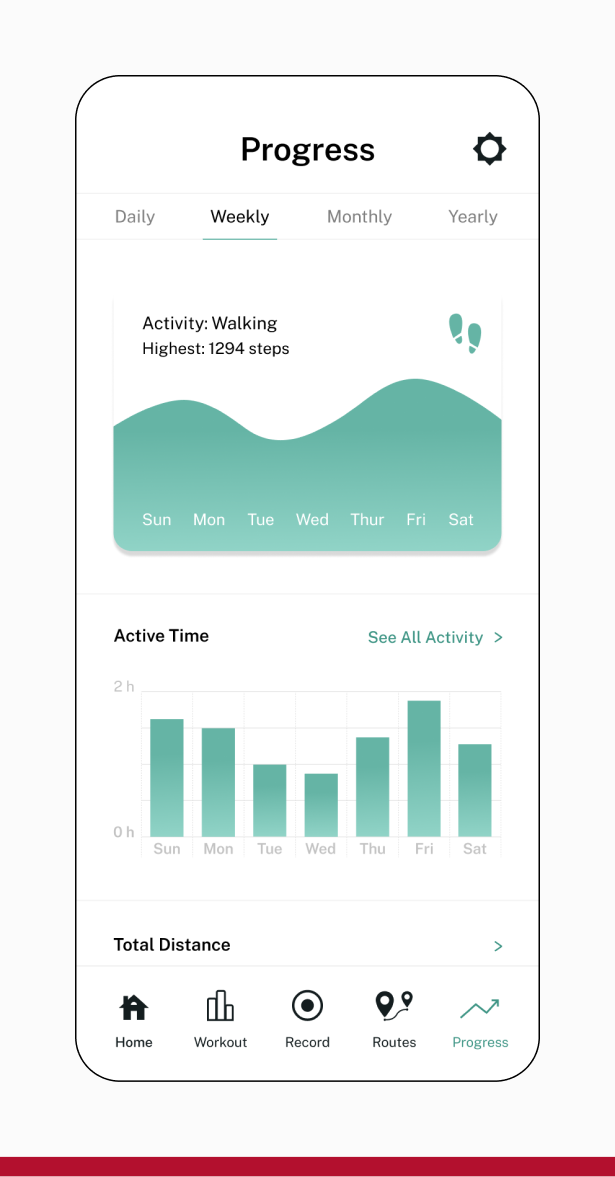 Progress
Daily Weekly Monthly Yearly
Activity: Walking
Highest: 1294 steps
Sun Mon Tue Wed Thur Fri Sat
Active Time See All Activity >
2 h
0 h
Sun Mon Tue Wed Thu Fri Sat
Total Distance >
Home Workout Record Routes Progress